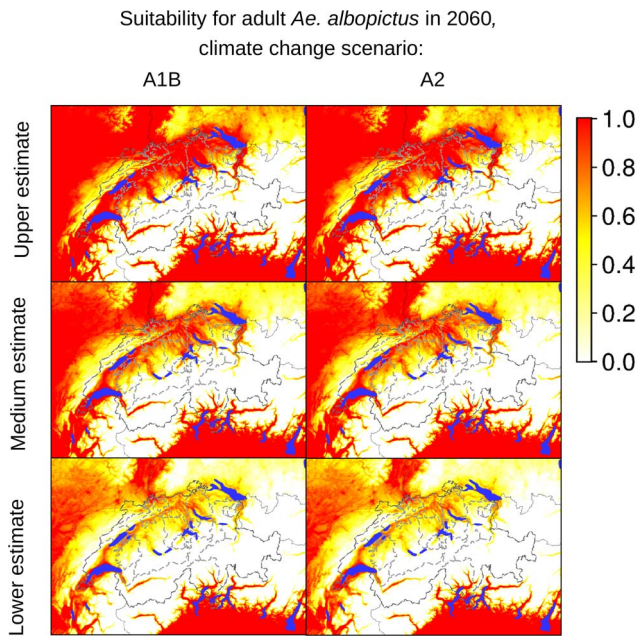 Suitability for adult Ae. albopictus in 2060,
climate change scenario:
A1B
A2
Upper estimate
Medium estimate
Lower estimate
1.0
0.8
0.6
0.4
0.2
0.0